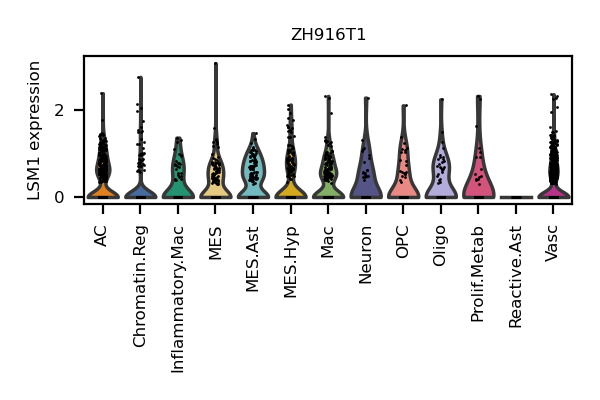 ZH916T1
LSM1 expression
2
0
AC
Chromatin.Reg
Inflammatory.Mac
MES
MES.Ast
MES.Hyp
Mac
Neuron
OPC
Oligo
Prolif.Metab
Reactive.Ast
Vasc